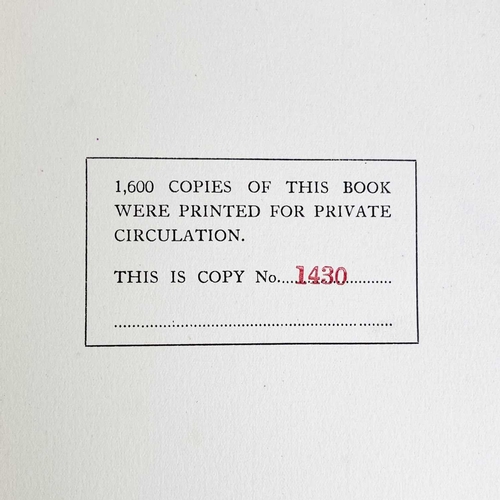 1,600 COPIES OF THIS BOOK
WERE PRINTED FOR PRIVATE
CIRCULATION.
THIS IS COPY No....1430............
................................................................